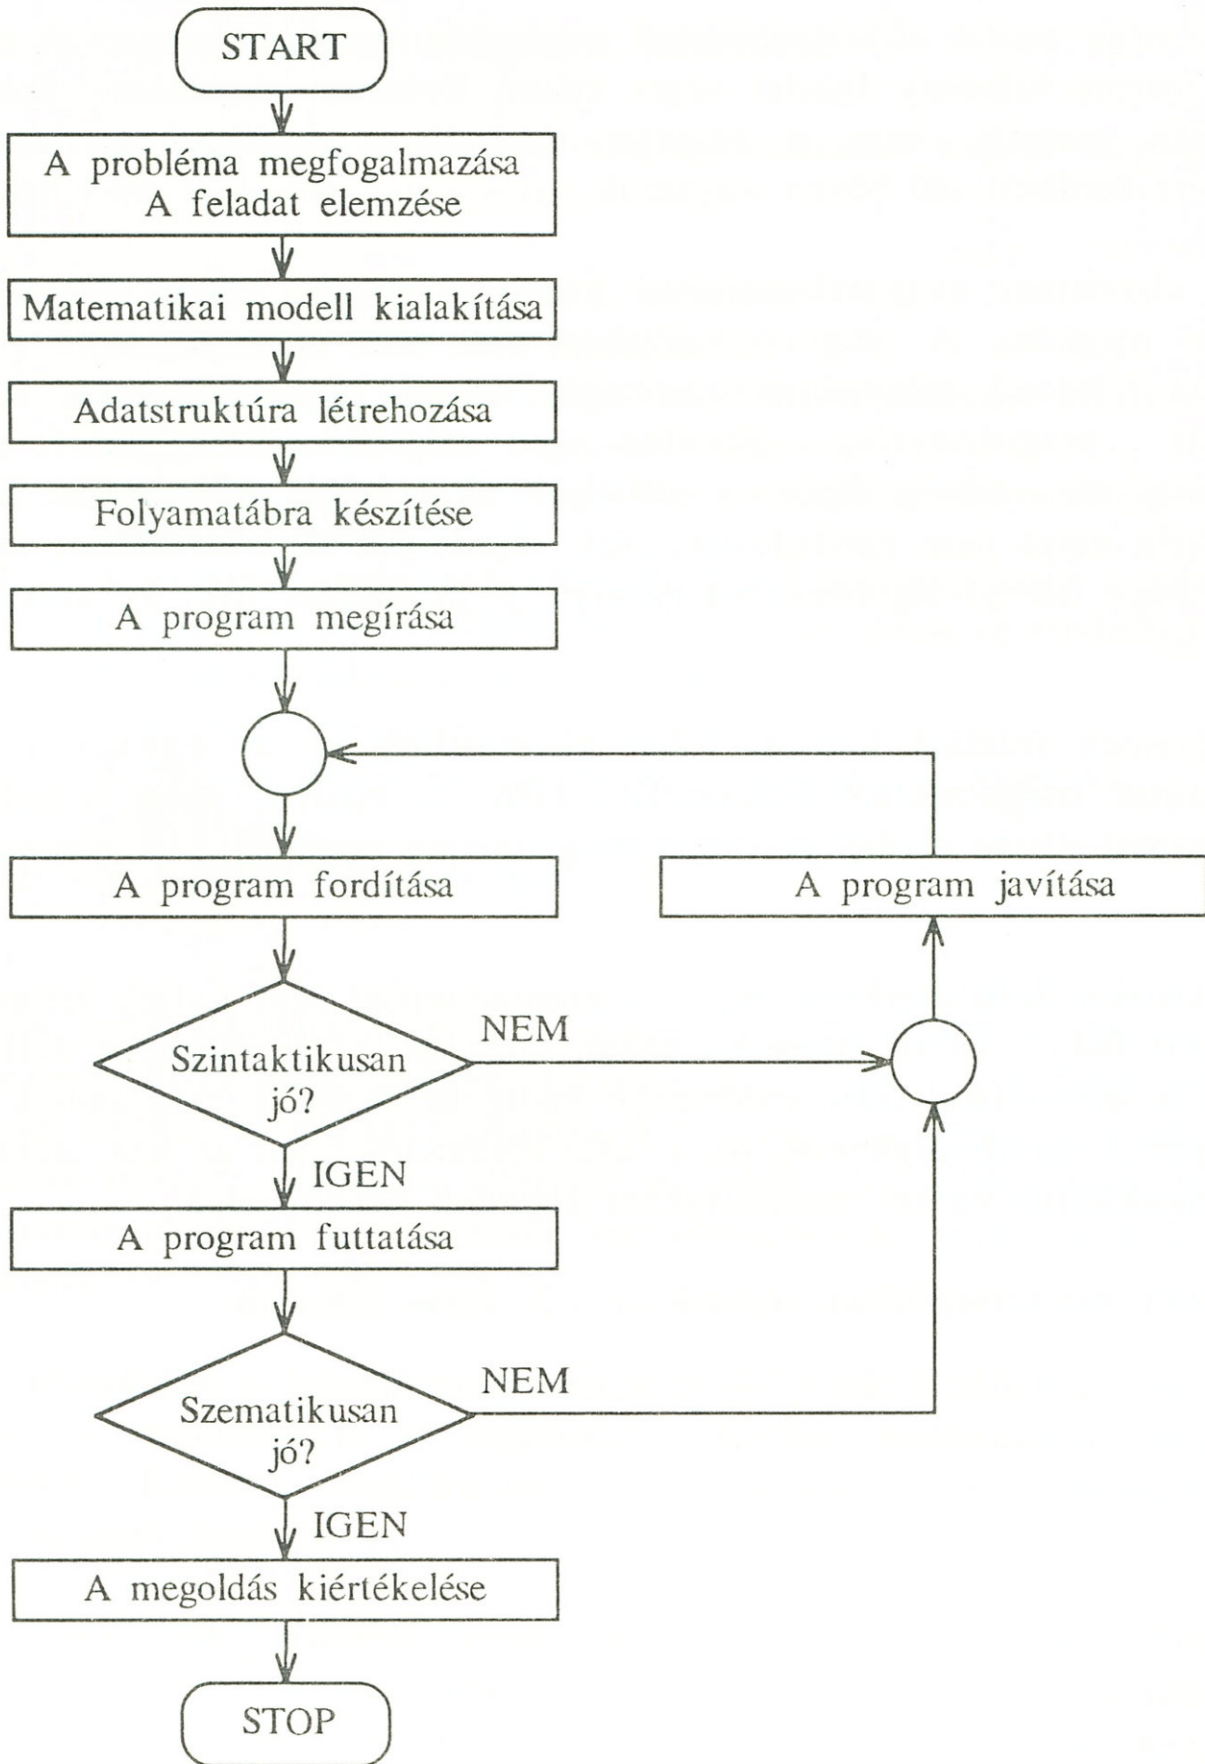 START
A probléma megfogalmazása
A feladat elemzése
Matematikai modell kialakítása
Adatstruktúra létrehozása
Folyamatábra készítése
A program megírása
A program fordítása
A program javítása
Szintaktikusan
jó?
NEM
IGEN
A program futtatása
Szematikusan
jó?
NEM
IGEN
A megoldás kiértékelése
STOP